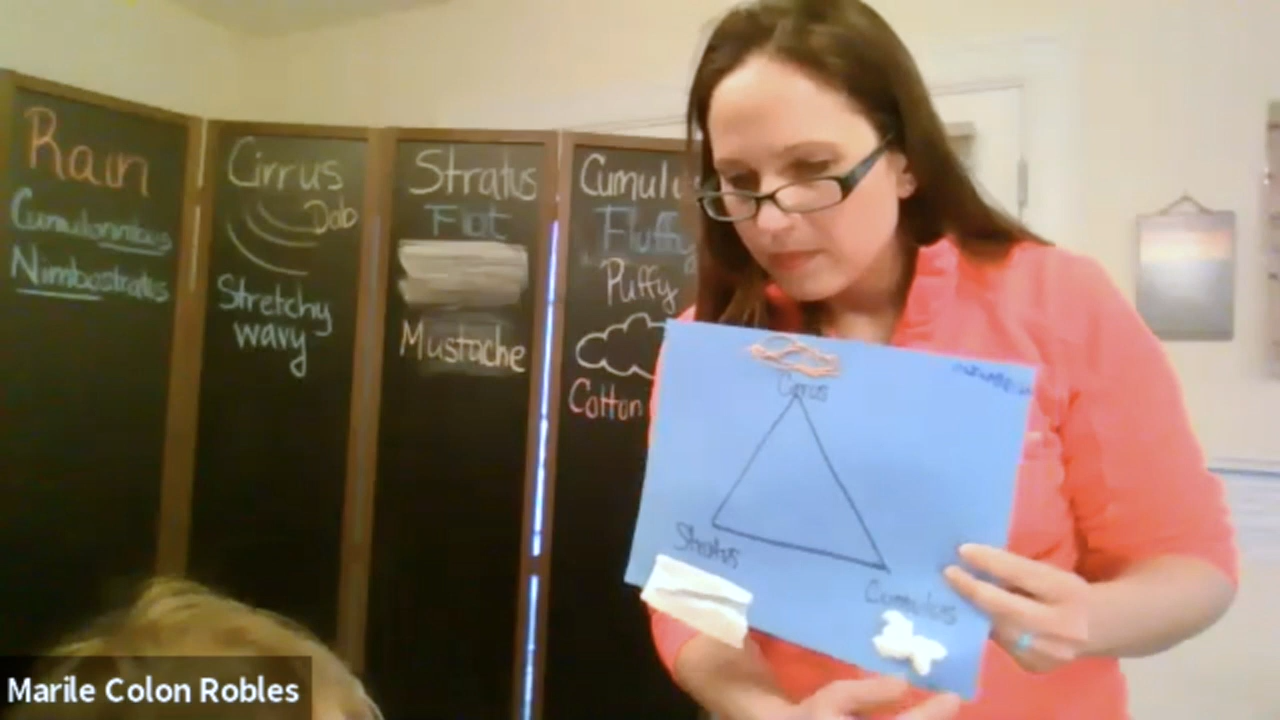 Rain
Cumulonimbus
Nimbostratus
Cirrus
Dab
Stretchy
wavy
Stratus
Flat
Mustache
Cumulu
Fluffy
Puffy
Cotton
Cirrus
Stratus
Cumulus
Marile Colon Robles